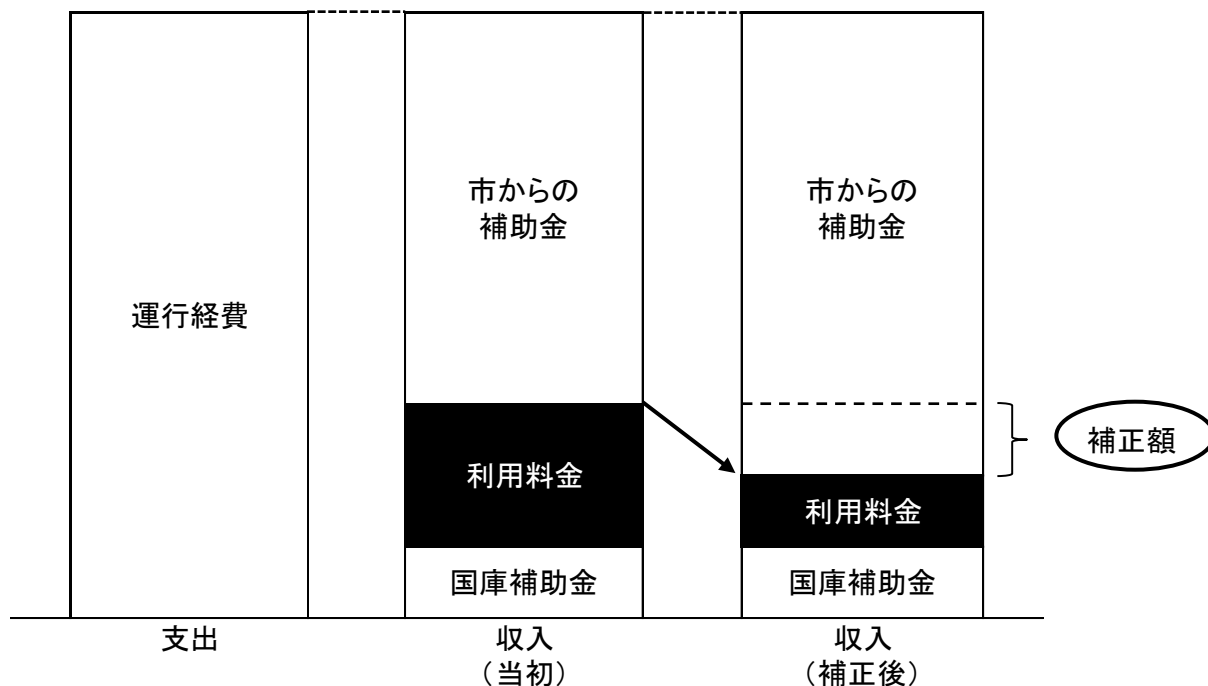 運行経費
市からの
補助金
利用料金
国庫補助金
市からの
補助金
利用料金
国庫補助金
補正額
支出
収入
（当初）
収入
（補正後）